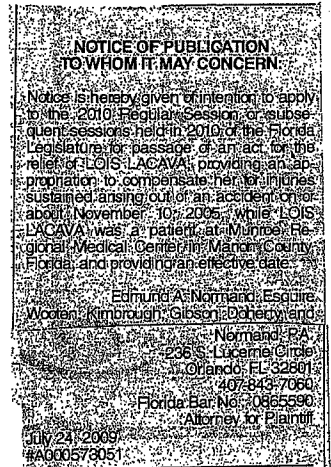 NOTICE OF PUBLICATION
TO WHOM IT MAY CONCERN:
Notice is hereby given of intention to apply
to the 2010 Regular Session or subse-
quent sessions held in 2010 of the Florida
Legislature for passage of an act for the
relief of LOIS LACAVA, providing an ap-
propriation to compensate her for injuries
sustained arising out of an accident on or
about November 10, 2005, while LOIS
LACAVA was a patient at Munroe Re-
gional Medical Center in Marion County,
Florida, and providing an effective date.
Edmund A. Normand, Esquire
Wooten, Kimbrough, Gibson, Doherty and
Normand, P.A.
236 S. Lucerne Circle
Orlando, FL 32801
407-843-7060
Florida Bar No.: 0865590
Attorney for Plaintiff
July 24, 2009
#A000573051